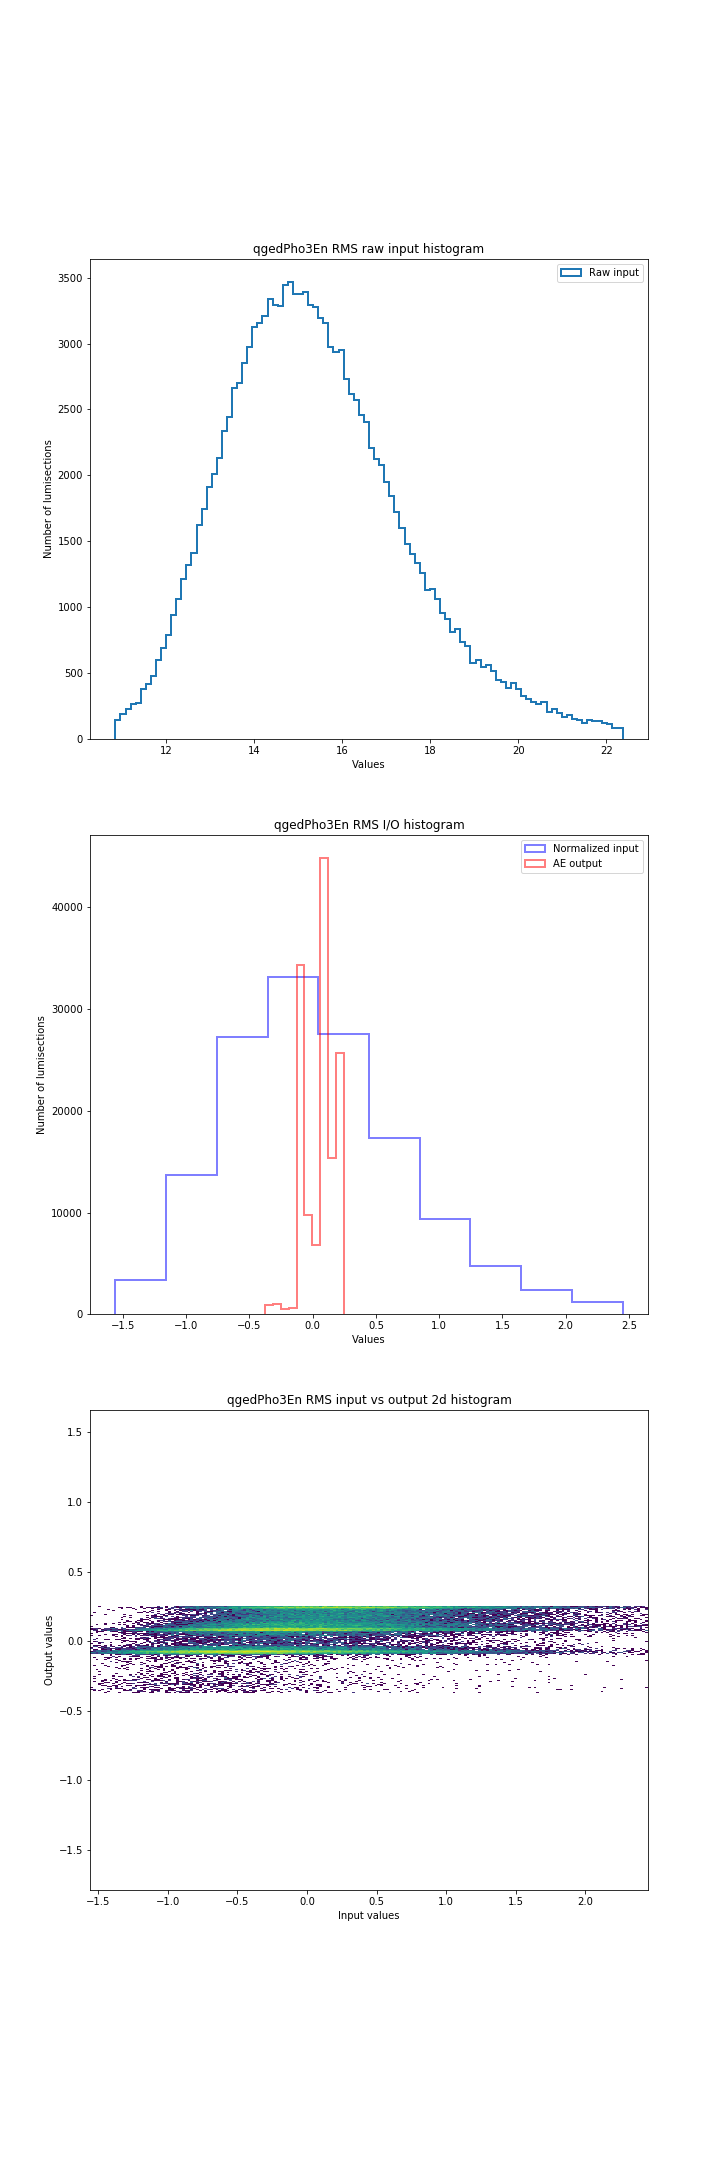 qgedPho3En RMS raw input histogram
Raw input
3500
3000
2500
2000
1500
1000
500
0
Number of lumisections
12 14 16 18 20 22
Values
qgedPho3En RMS I/O histogram
Normalized input
AE output
40000
30000
20000
10000
0
Number of lumisections
−1.5 −1.0 −0.5 0.0 0.5 1.0 1.5 2.0 2.5
Values
qgedPho3En RMS input vs output 2d histogram
1.5
1.0
0.5
0.0
−0.5
−1.0
−1.5
Output values
−1.5 −1.0 −0.5 0.0 0.5 1.0 1.5 2.0
Input values